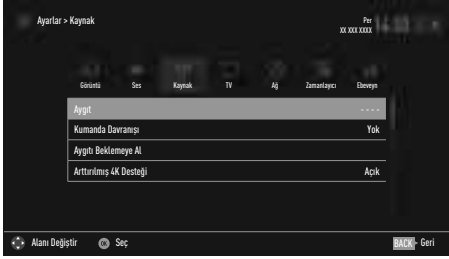 Ayarlar > Kaynak
Per
XX XXX XXXX
Görüntü Ses Kaynak TV Ağ Zamanlayıcı Ebeveyn
Aygıt - - - -
Kumanda Davranışı Yok
Aygıtı Beklemeye Al
Arttırılmış 4K Desteği Açık
Alanı Değiştir OK Seç BACK - Geri